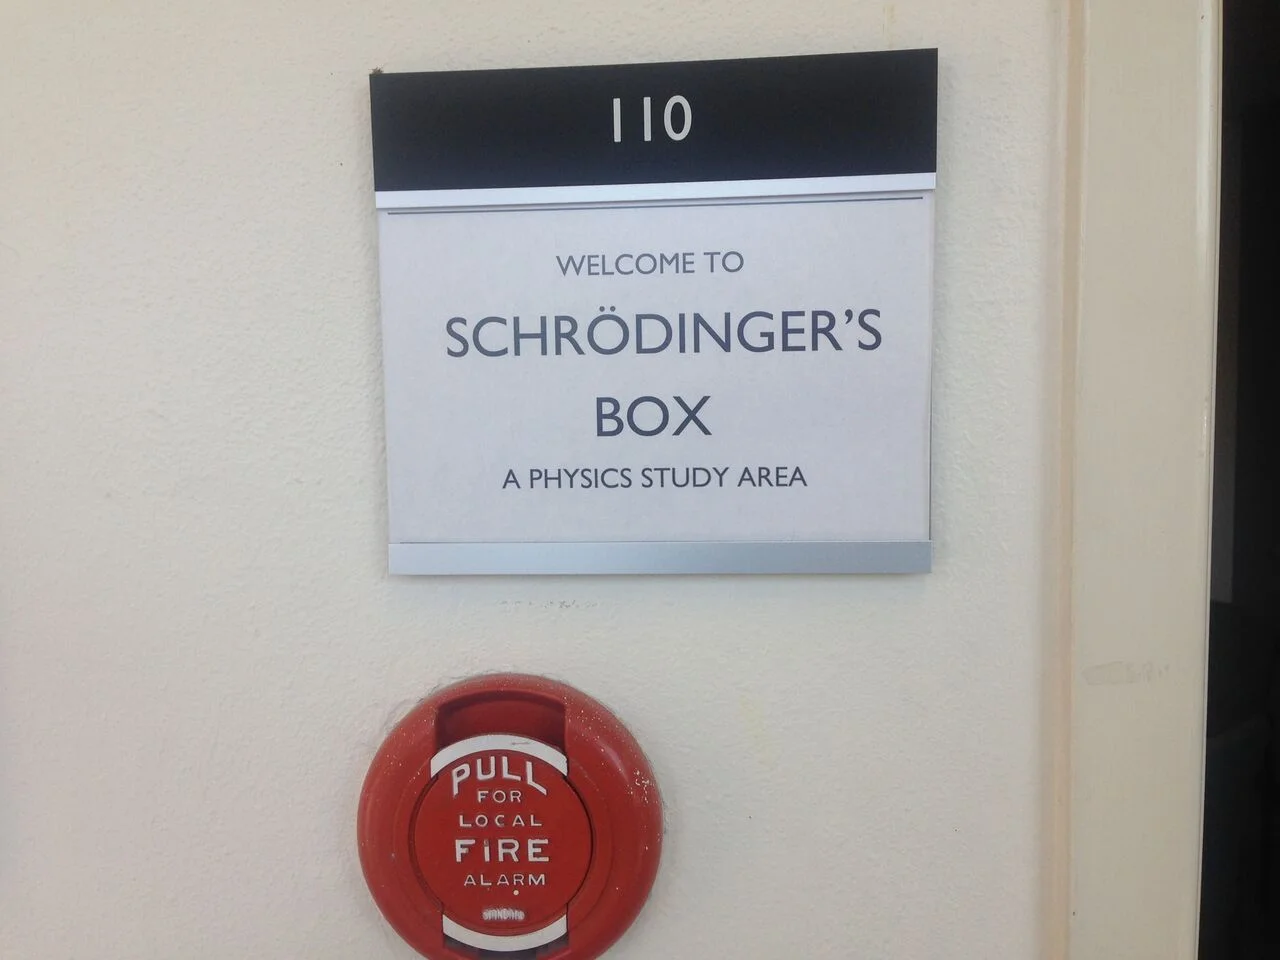 110
WELCOME TO
SCHRÖDINGER'S
BOX
A PHYSICS STUDY AREA
PULL
FOR
LOCAL
FIRE
ALARM